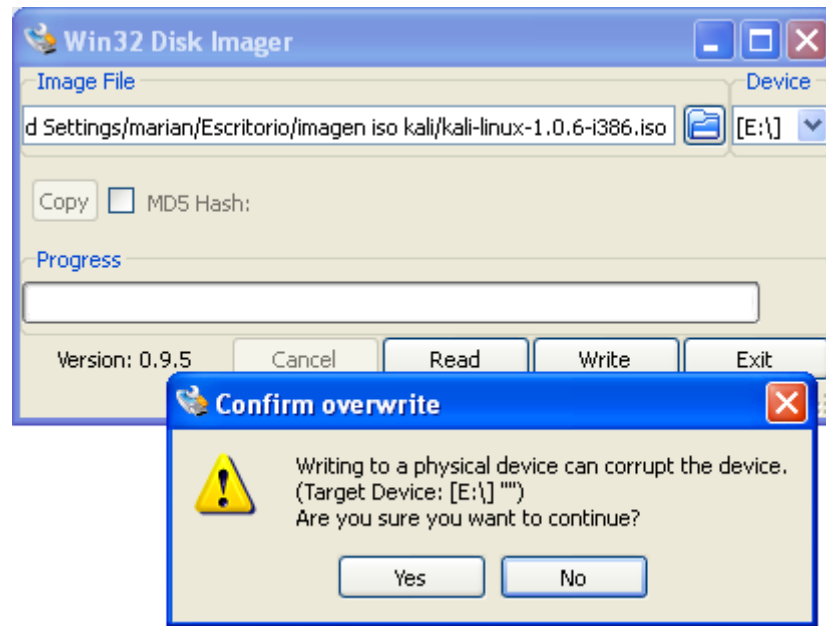 Win32 Disk Imager
Image File
Device
d Settings/marian/Escritorio/imagen iso kali/kali-linux-1.0.6-i386.iso
[E:\]
Copy
MD5 Hash:
Progress
Version: 0.9.5
Cancel
Read
Write
Exit
Confirm overwrite
Writing to a physical device can corrupt the device.
(Target Device: [E:\] "")
Are you sure you want to continue?
Yes
No